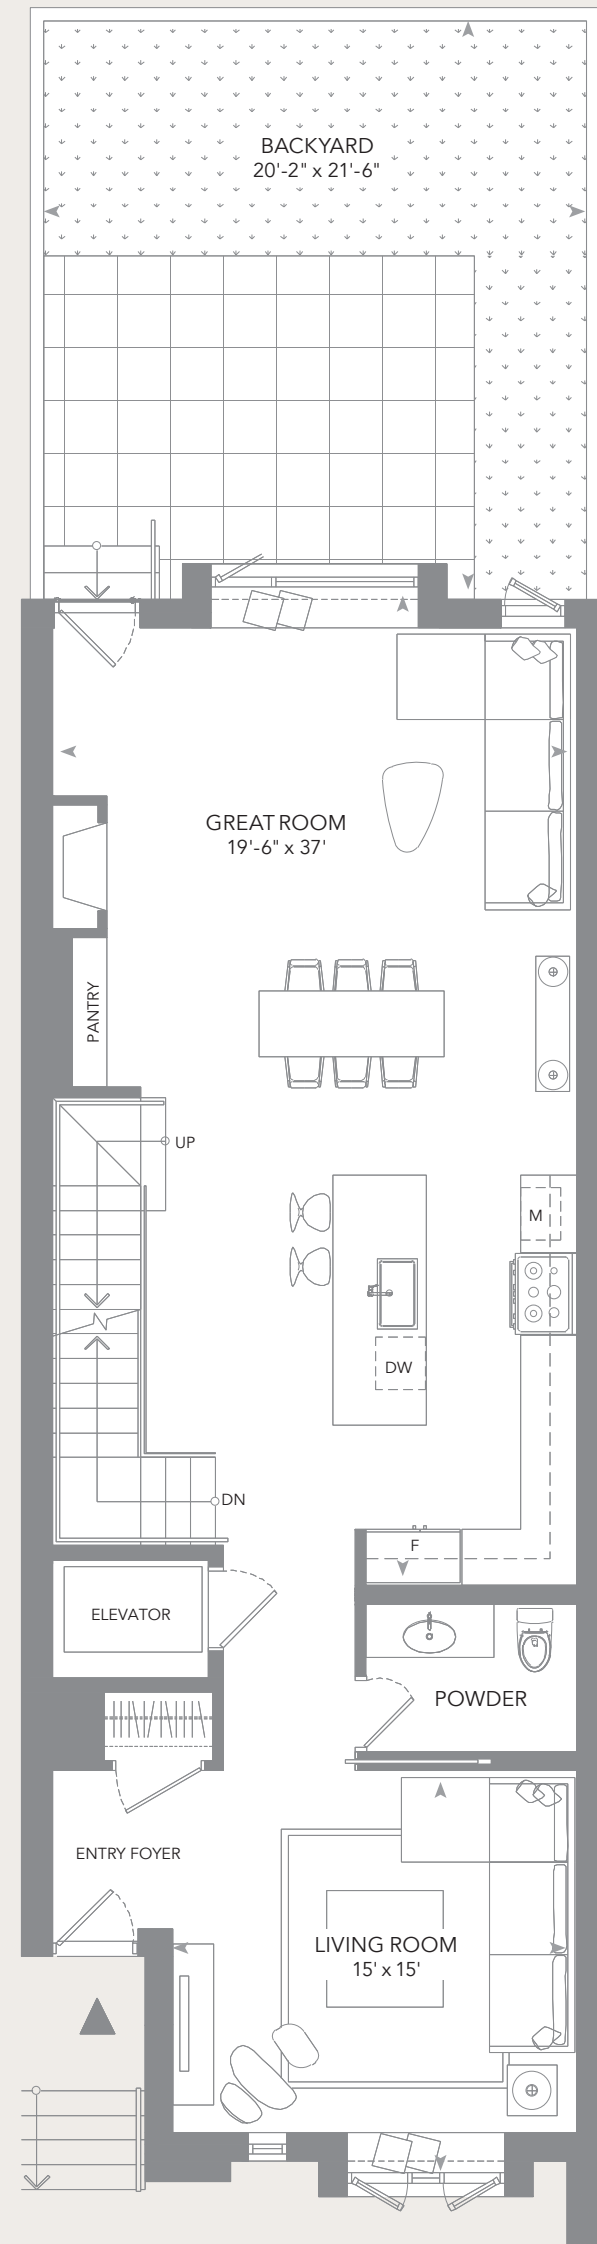 BACKYARD
20'-2" x 21'-6"
GREAT ROOM
19'-6" x 37'
PANTRY
UP
M
DW
DN
F
ELEVATOR
POWDER
ENTRY FOYER
LIVING ROOM
15' x 15'